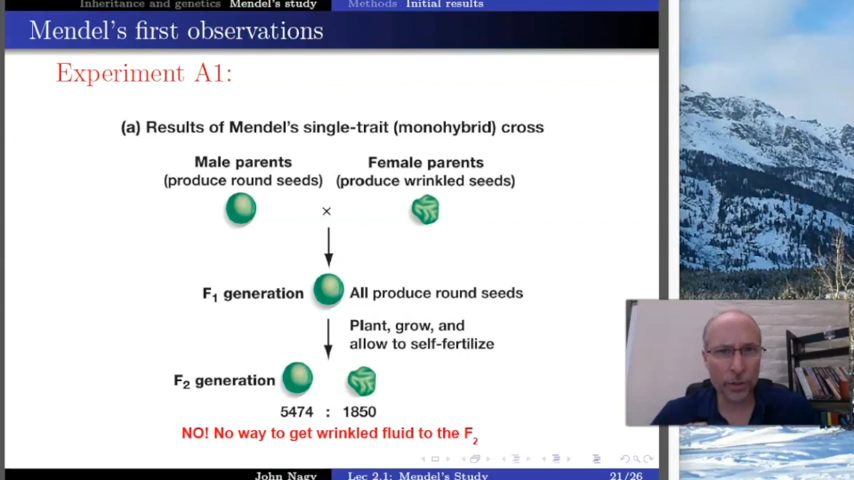 Inheritance and genetics Mendel's study Methods Initial results
Mendel's first observations
Experiment A1:
(a) Results of Mendel's single-trait (monohybrid) cross
Male parents
(produce round seeds)
Female parents
(produce wrinkled seeds)
×
F1 generation
All produce round seeds
Plant, grow, and
allow to self-fertilize
F2 generation
5474 : 1850
NO! No way to get wrinkled fluid to the F2
John Nagy Lec 2.1: Mendel's Study 21/26